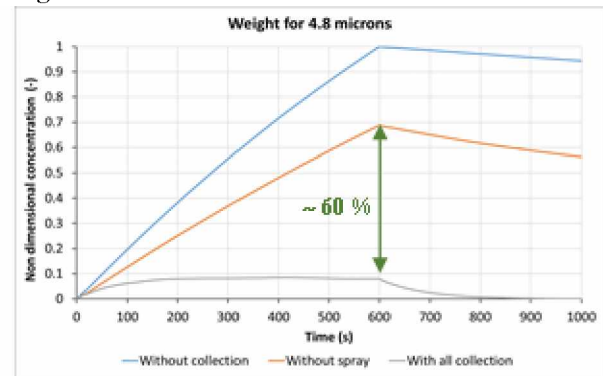 Weight for 4.8 microns
Non dimensional concentration (-)
1
0.9
0.8
0.7
0.6
0.5
0.4
0.3
0.2
0.1
0
~ 60 %
0 100 200 300 400 500 600 700 800 900 1000
Time (s)
Without collection Without spray With all collection